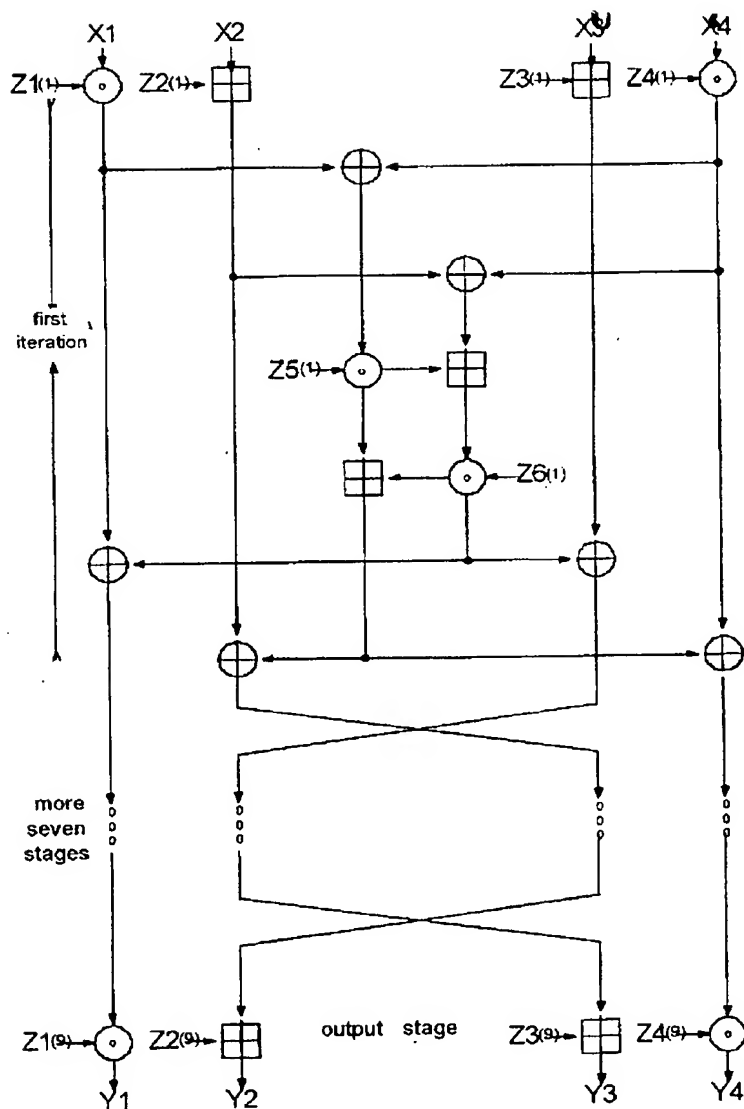 X1 X2 X3 X4
Z1(1) Z2(1) Z3(1) Z4(1)
first
iteration
Z5(1)
Z6(1)
more
seven
stages
output stage
Z1(9) Z2(9) Z3(9) Z4(9)
Y1 Y2 Y3 Y4